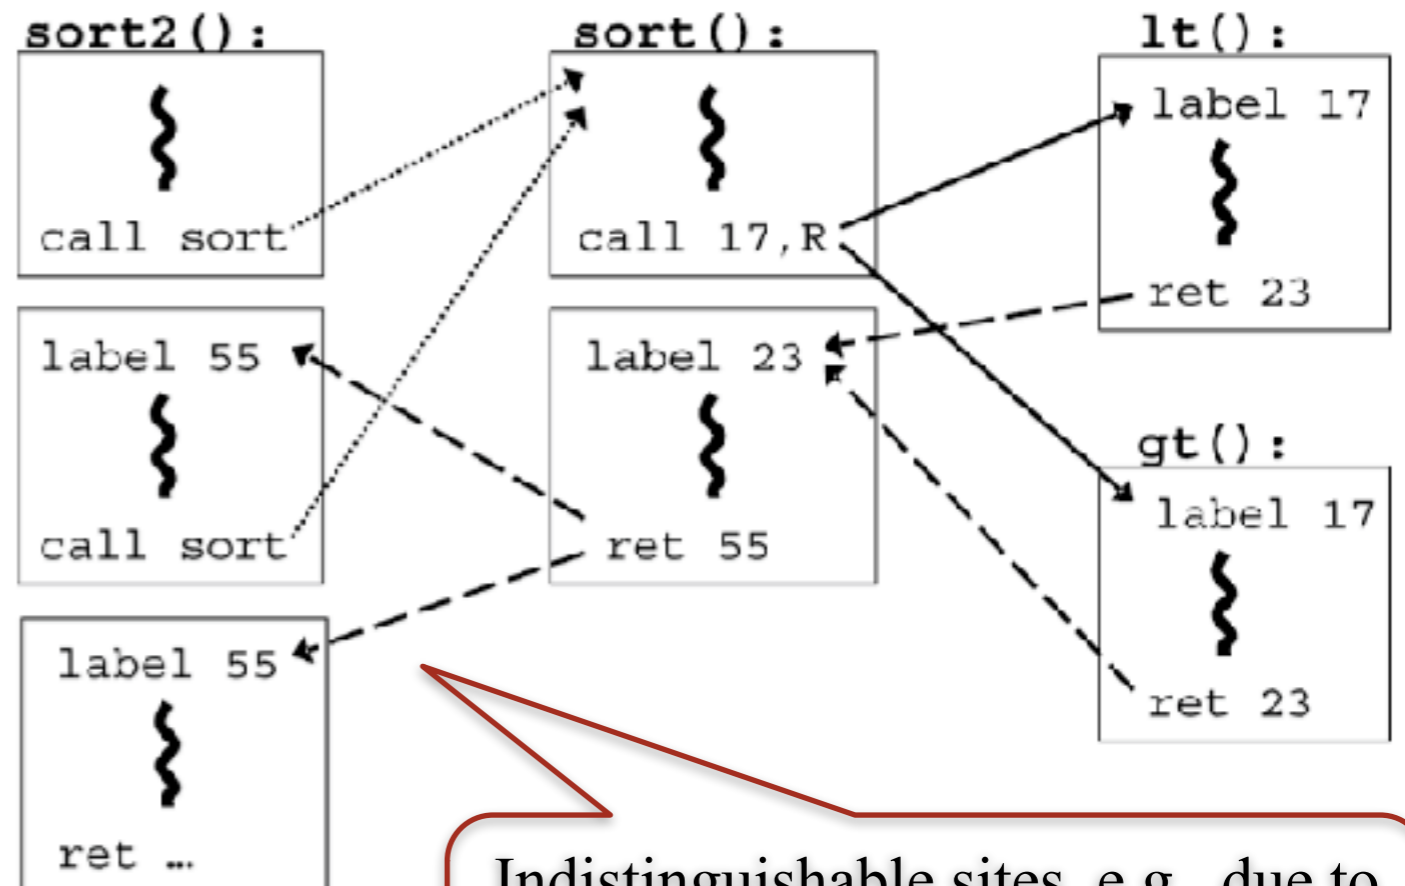 sort2():
call sort
label 55
call sort
label 55
ret ...
sort():
call 17,R
label 23
ret 55
lt():
label 17
ret 23
gt():
label 17
ret 23
Indistinguishable sites, e.g., due to